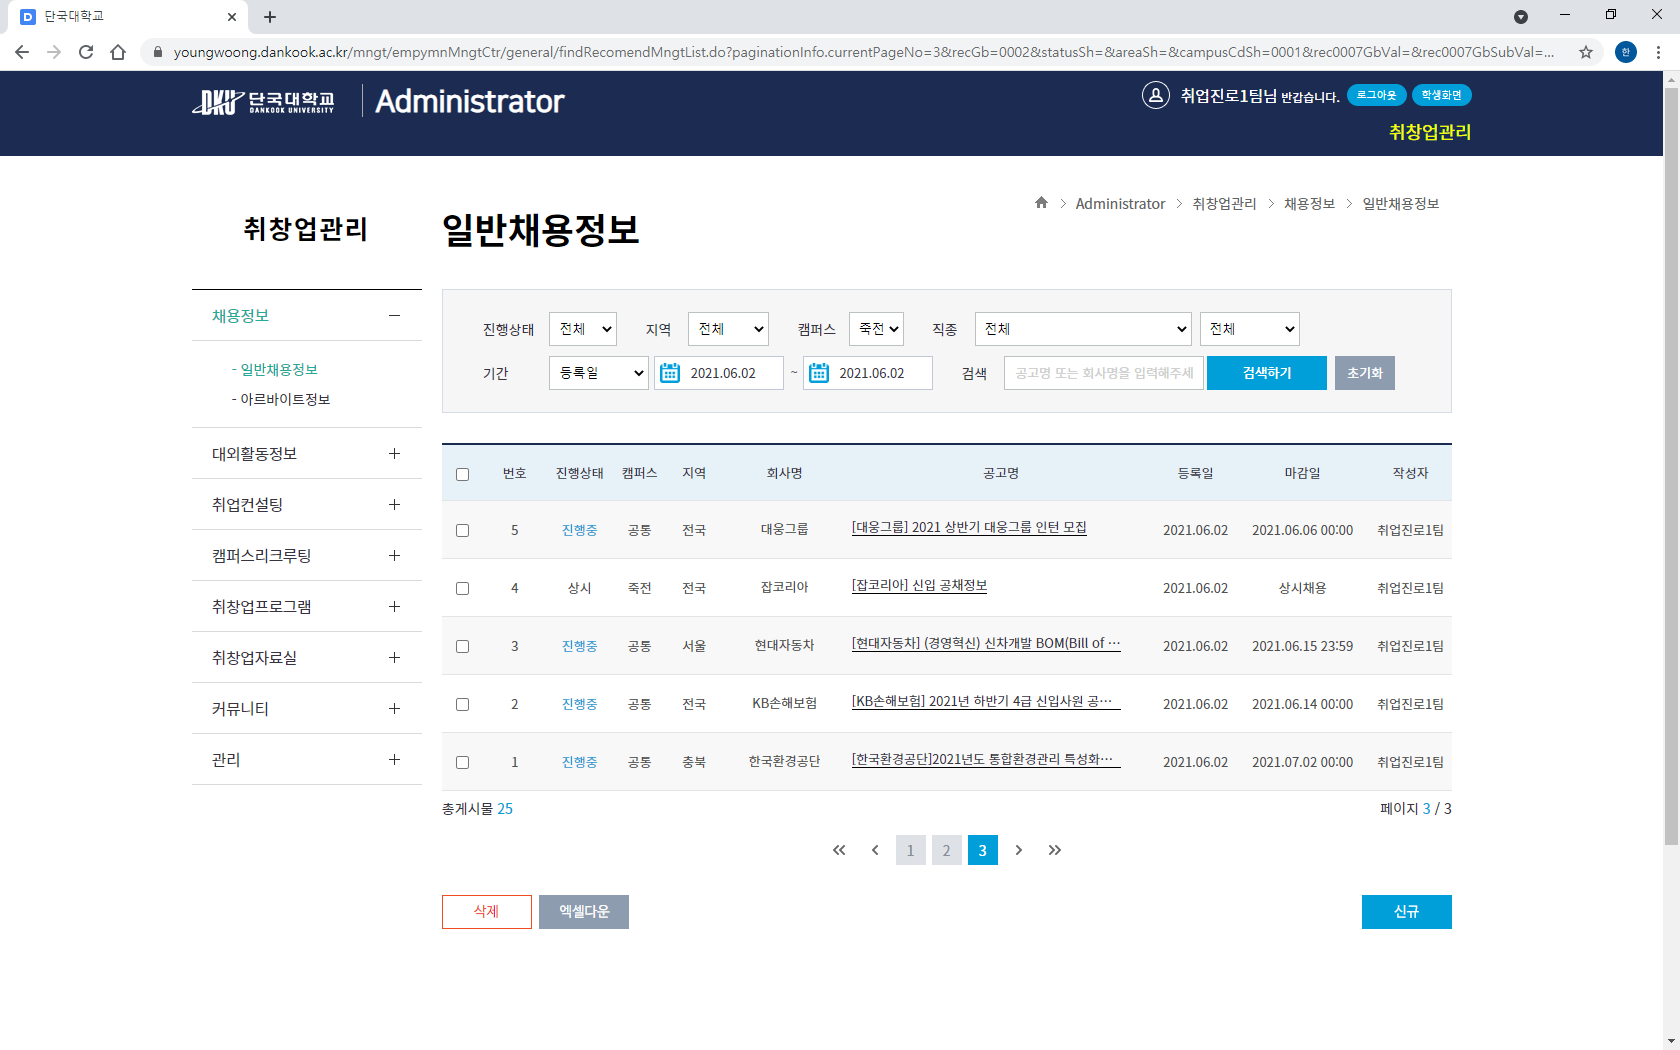 단국대학교
youngwoong.dankook.ac.kr/mngt/empymnMngtCtr/general/findRecomendMngtList.do?paginationInfo.currentPageNo=3&recGb=0002&statusSh=&areaSh=&campusCdSh=0001&rec0007GbVal=&rec0007GbSubVal=...
한
DKU 단국대학교 DANKOOK UNIVERSITY Administrator
취업진로1팀님 반갑습니다. 로그아웃 학생화면
취창업관리
Administrator 취창업관리 채용정보 일반채용정보
취창업관리
채용정보
- 일반채용정보
- 아르바이트정보
대외활동정보
취업컨설팅
캠퍼스리크루팅
취창업프로그램
취창업자료실
커뮤니티
관리
일반채용정보
진행상태 전체 지역 전체 캠퍼스 죽전 직종 전체 전체
기간 등록일 2021.06.02 ~ 2021.06.02 검색 공고명 또는 회사명을 입력해주세 검색하기 초기화
번호 진행상태 캠퍼스 지역 회사명 공고명 등록일 마감일 작성자
5 진행중 공통 전국 대웅그룹 [대웅그룹] 2021 상반기 대웅그룹 인턴 모집 2021.06.02 2021.06.06 00:00 취업진로1팀
4 상시 죽전 전국 잡코리아 [잡코리아] 신입 공채정보 2021.06.02 상시채용 취업진로1팀
3 진행중 공통 서울 현대자동차 [현대자동차] (경영혁신) 신차개발 BOM(Bill of ··· 2021.06.02 2021.06.15 23:59 취업진로1팀
2 진행중 공통 전국 KB손해보험 [KB손해보험] 2021년 하반기 4급 신입사원 공··· 2021.06.02 2021.06.14 00:00 취업진로1팀
1 진행중 공통 충북 한국환경공단 [한국환경공단]2021년도 통합환경관리 특성화··· 2021.06.02 2021.07.02 00:00 취업진로1팀
총게시물 25 페이지 3 / 3
1 2 3
삭제 엑셀다운 신규